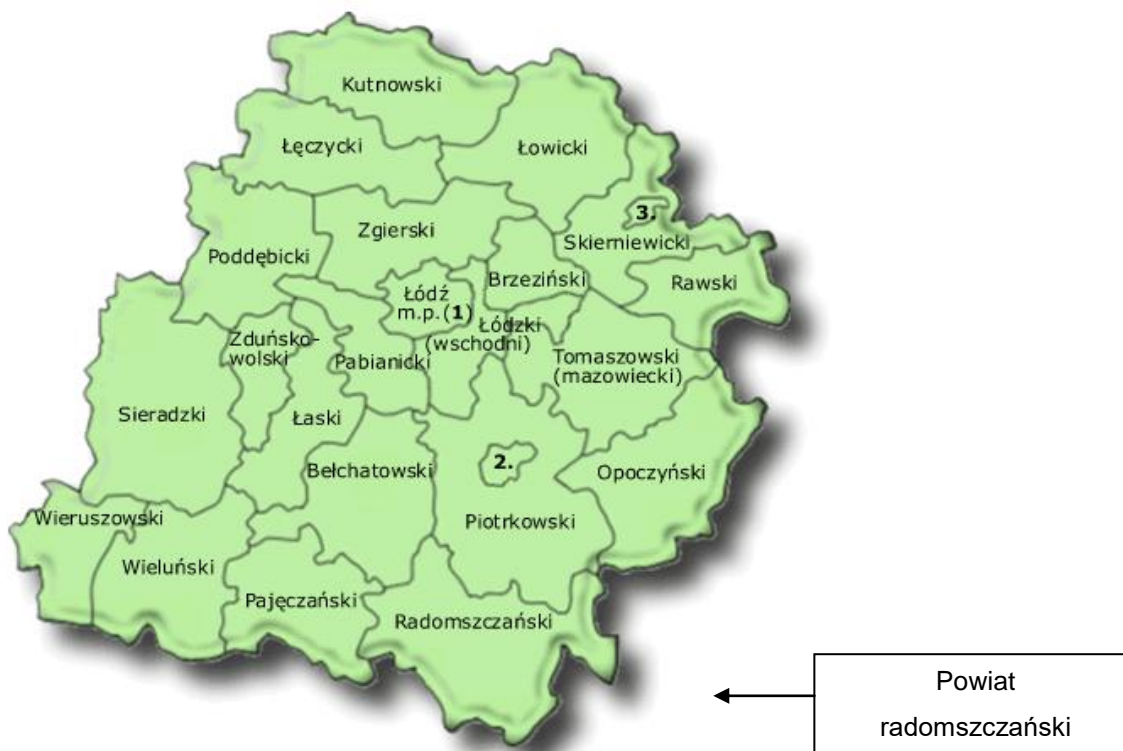 Kutnowski
Łęczycki
Łowicki
3.
Zgierski
Skierniewicki
Poddębicki
Brzeziński
Rawski
Łódź
m.p.(1)
Łódzki
(wschodni)
Zduńsko-
wolski
Pabianicki
Tomaszowski
(mazowiecki)
Sieradzki
Łaski
Bełchatowski
2.
Opoczyński
Wieruszowski
Piotrkowski
Wieluński
Pajęczański
Radomszczański
Powiat
radomszczański